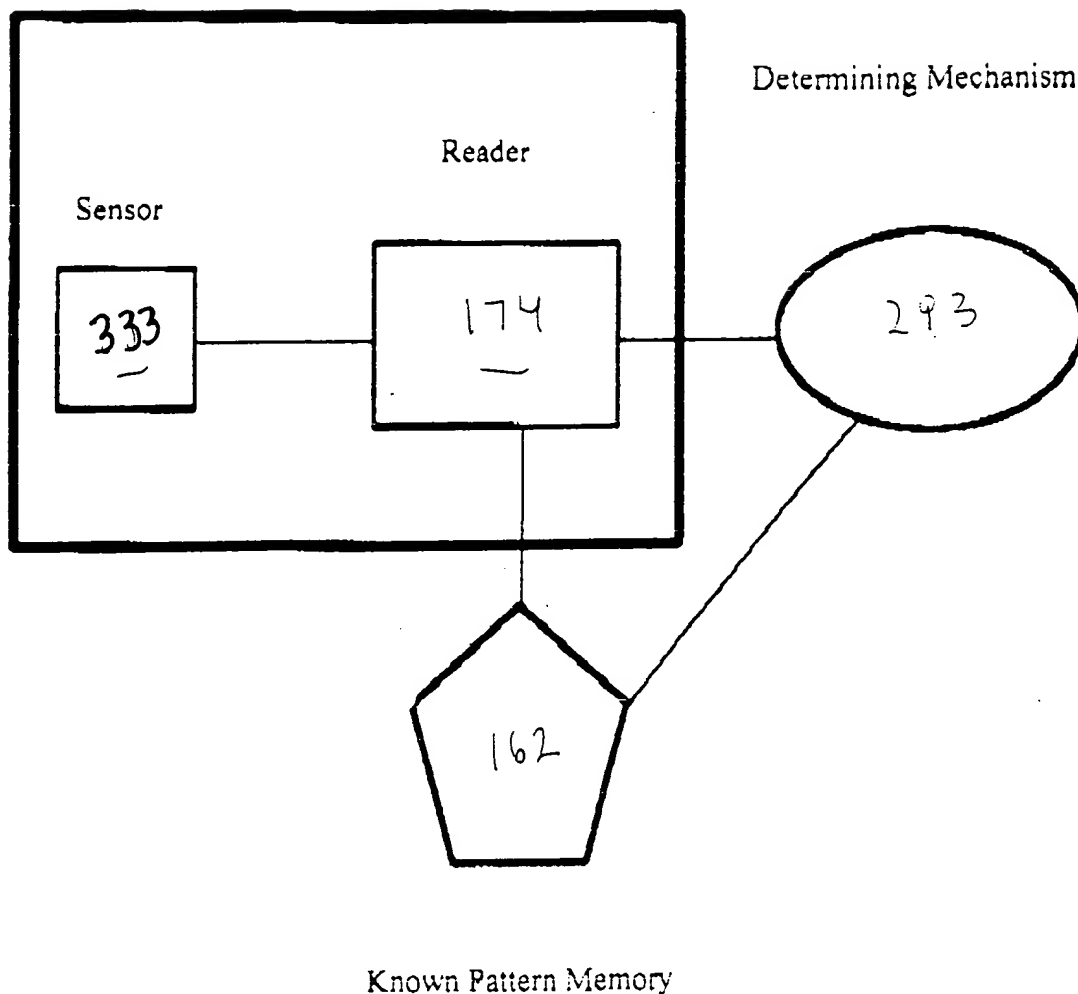 Determining Mechanism
Reader
Sensor
333
174
293
162
Known Pattern Memory